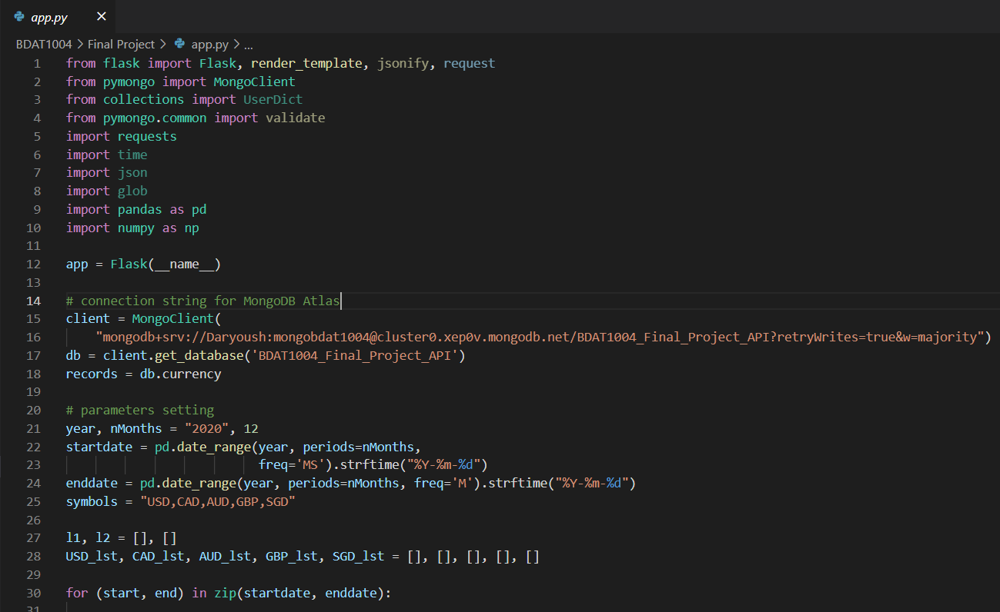 app.py
BDAT1004 > Final Project > app.py > ...
1 from flask import Flask, render_template, jsonify, request
2 from pymongo import MongoClient
3 from collections import UserDict
4 from pymongo.common import validate
5 import requests
6 import time
7 import json
8 import glob
9 import pandas as pd
10 import numpy as np
11
12 app = Flask(__name__)
13
14 # connection string for MongoDB Atlas
15 client = MongoClient(
16     "mongodb+srv://Daryoush:mongobdat1004@cluster0.xep0v.mongodb.net/BDAT1004_Final_Project_API?retryWrites=true&w=majority")
17 db = client.get_database('BDAT1004_Final_Project_API')
18 records = db.currency
19
20 # parameters setting
21 year, nMonths = "2020", 12
22 startdate = pd.date_range(year, periods=nMonths,
23                           freq='MS').strftime("%Y-%m-%d")
24 enddate = pd.date_range(year, periods=nMonths, freq='M').strftime("%Y-%m-%d")
25 symbols = "USD,CAD,AUD,GBP,SGD"
26
27 l1, l2 = [], []
28 USD_lst, CAD_lst, AUD_lst, GBP_lst, SGD_lst = [], [], [], [], []
29
30 for (start, end) in zip(startdate, enddate):
31